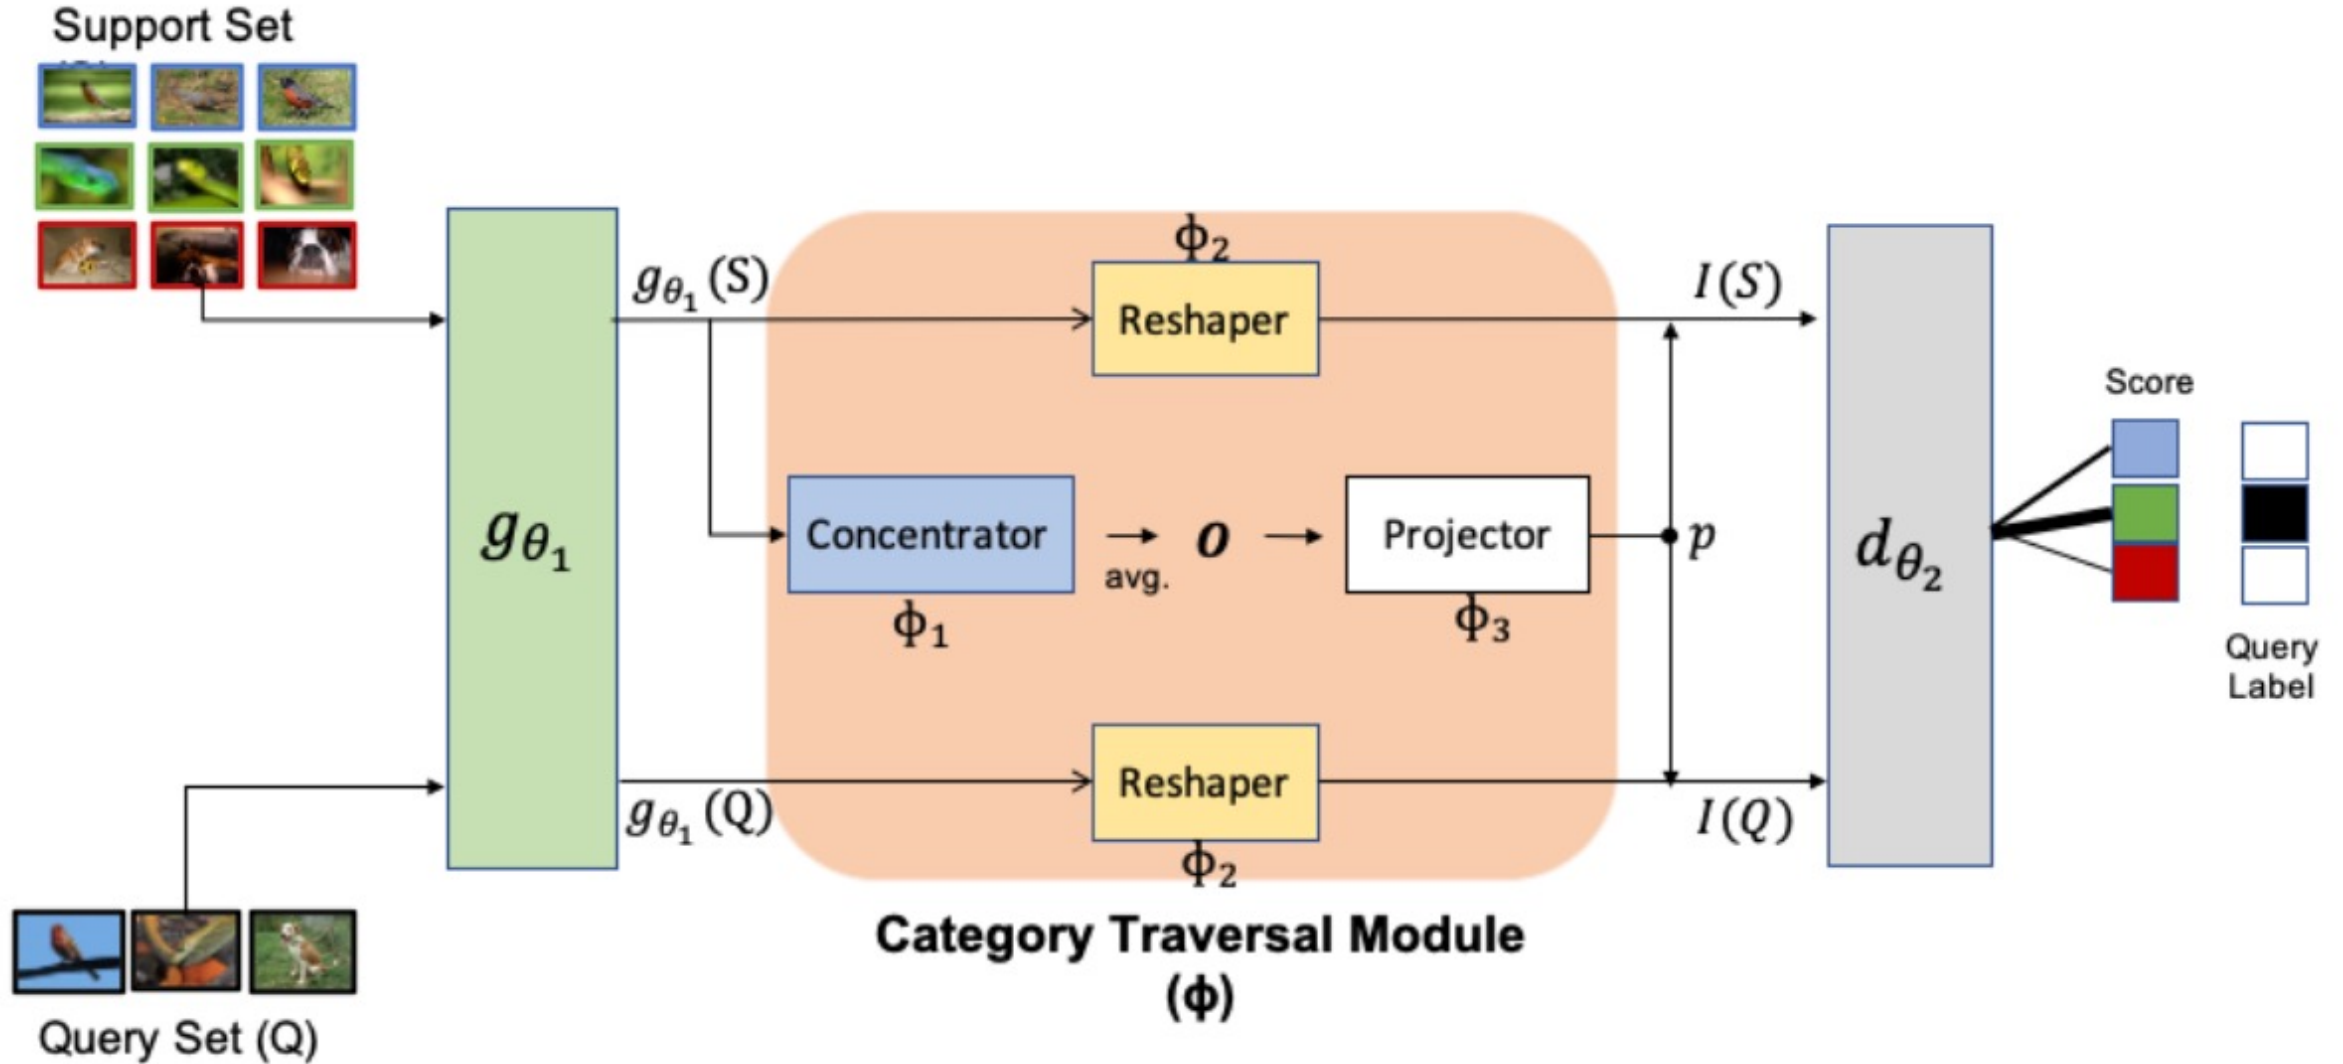 Support Set
ϕ₂
g_θ₁(S)
I(S)
Reshaper
Score
g_θ₁
Concentrator
avg.
o
Projector
p
d_θ₂
ϕ₁
ϕ₃
Query
Label
Reshaper
g_θ₁(Q)
I(Q)
ϕ₂
Category Traversal Module
(ϕ)
Query Set (Q)